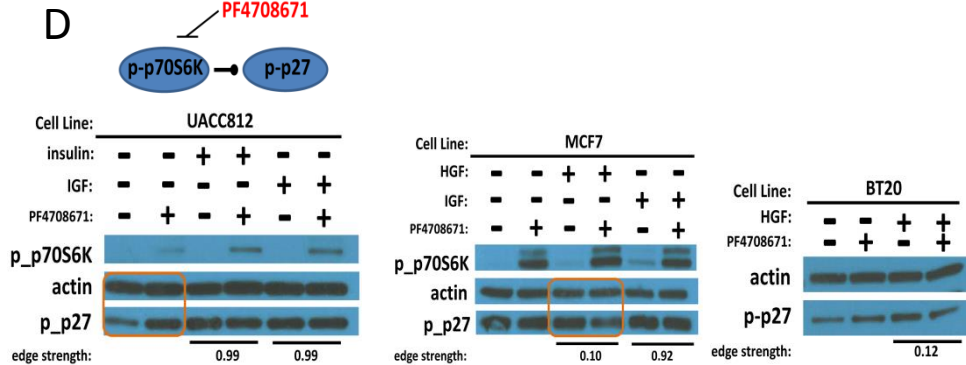 D
PF4708671
p-p70S6K p-p27
Cell Line: UACC812
insulin: - - + + - -
IGF: - - - - + +
PF4708671: - + - + - +
p_p70S6K
actin
p_p27
edge strength: 0.99 0.99
Cell Line: MCF7
HGF: - - + + - -
IGF: - - - - + +
PF4708671: - + - + - +
p_p70S6K
actin
p_p27
edge strength: 0.10 0.92
Cell Line: BT20
HGF: - - + +
PF4708671: - + - +
actin
p-p27
edge strength: 0.12